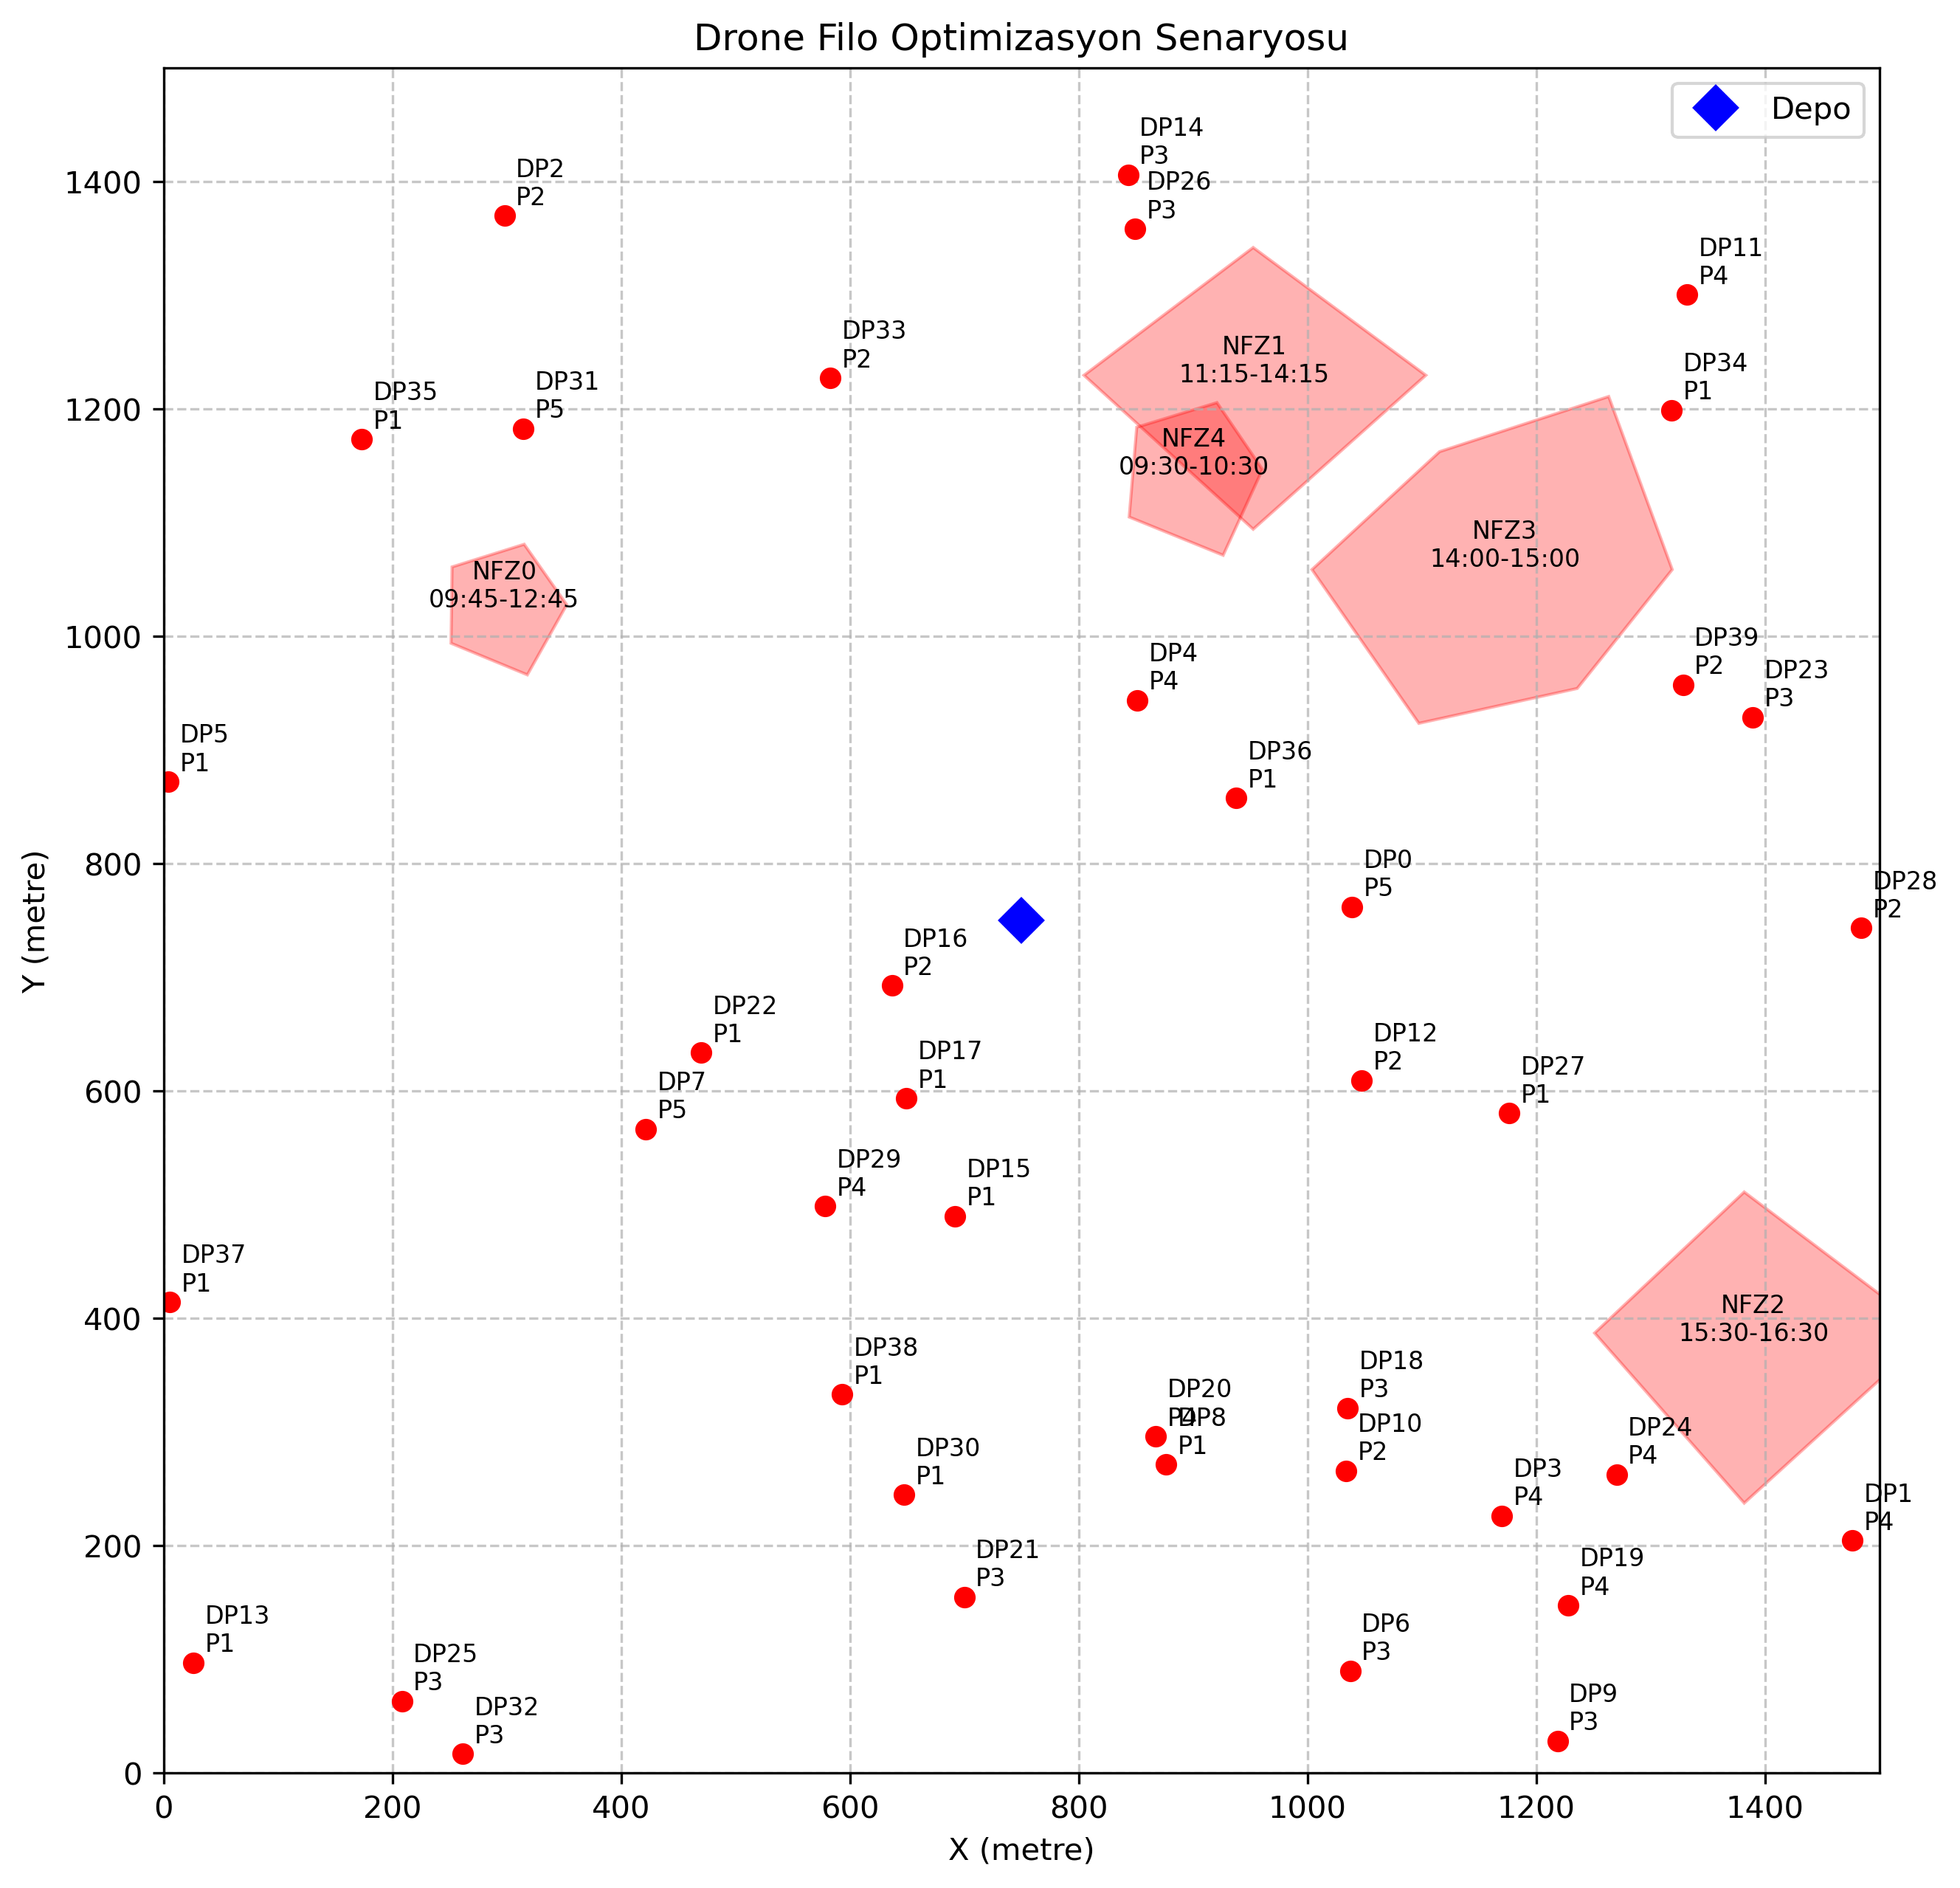 Drone Filo Optimizasyon Senaryosu
Depo
DP14
P3
DP26
P3
DP2
P2
DP11
P4
NFZ1
11:15-14:15
DP33
P2
DP34
P1
DP35
P1
DP31
P5
NFZ4
09:30-10:30
NFZ3
14:00-15:00
NFZ0
09:45-12:45
DP4
P4
DP39
P2
DP23
P3
DP5
P1
DP36
P1
DP0
P5
DP28
P2
DP16
P2
DP22
P1
DP17
P1
DP12
P2
DP27
P1
DP7
P5
DP29
P4
DP15
P1
DP37
P1
NFZ2
15:30-16:30
DP38
P1
DP18
P3
DP20
P4
DP8
P1
DP10
P2
DP24
P4
DP30
P1
DP3
P4
DP1
P4
DP21
P3
DP19
P4
DP13
P1
DP6
P3
DP25
P3
DP32
P3
DP9
P3
1400
1200
1000
800
600
400
200
0
Y (metre)
0
200
400
600
800
1000
1200
1400
X (metre)